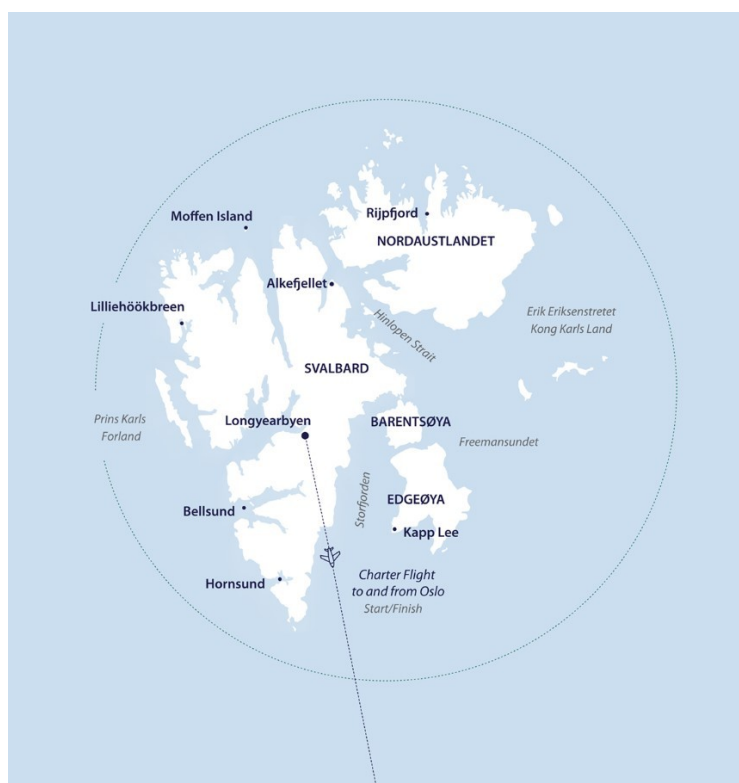 Rijpfjord
Moffen Island
NORDAUSTLANDET
Alkefjellet
Lilliehöökbreen
Erik Eriksenstretet
Kong Karls Land
Hinlopen Strait
SVALBARD
Prins Karls
Forland
Longyearbyen
BARENTSØYA
Freemansundet
Storfjorden
EDGEØYA
Bellsund
Kapp Lee
Hornsund
Charter Flight
to and from Oslo
Start/Finish